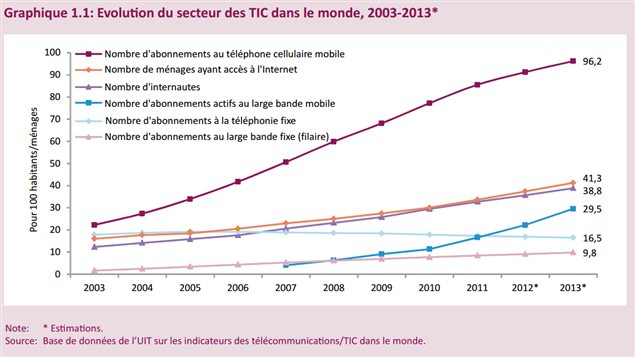 Graphique 1.1: Evolution du secteur des TIC dans le monde, 2003-2013*
Pour 100 habitants/ménages
100
90
80
70
60
50
40
30
20
10
0
Nombre d'abonnements au téléphone cellulaire mobile
Nombre de ménages ayant accès à l'Internet
Nombre d'internautes
Nombre d'abonnements actifs au large bande mobile
Nombre d'abonnements à la téléphonie fixe
Nombre d'abonnements au large bande fixe (filaire)
96,2
41,3
38,8
29,5
16,5
9,8
2003 2004 2005 2006 2007 2008 2009 2010 2011 2012* 2013*
Note: * Estimations.
Source: Base de données de l'UIT sur les indicateurs des télécommunications/TIC dans le monde.